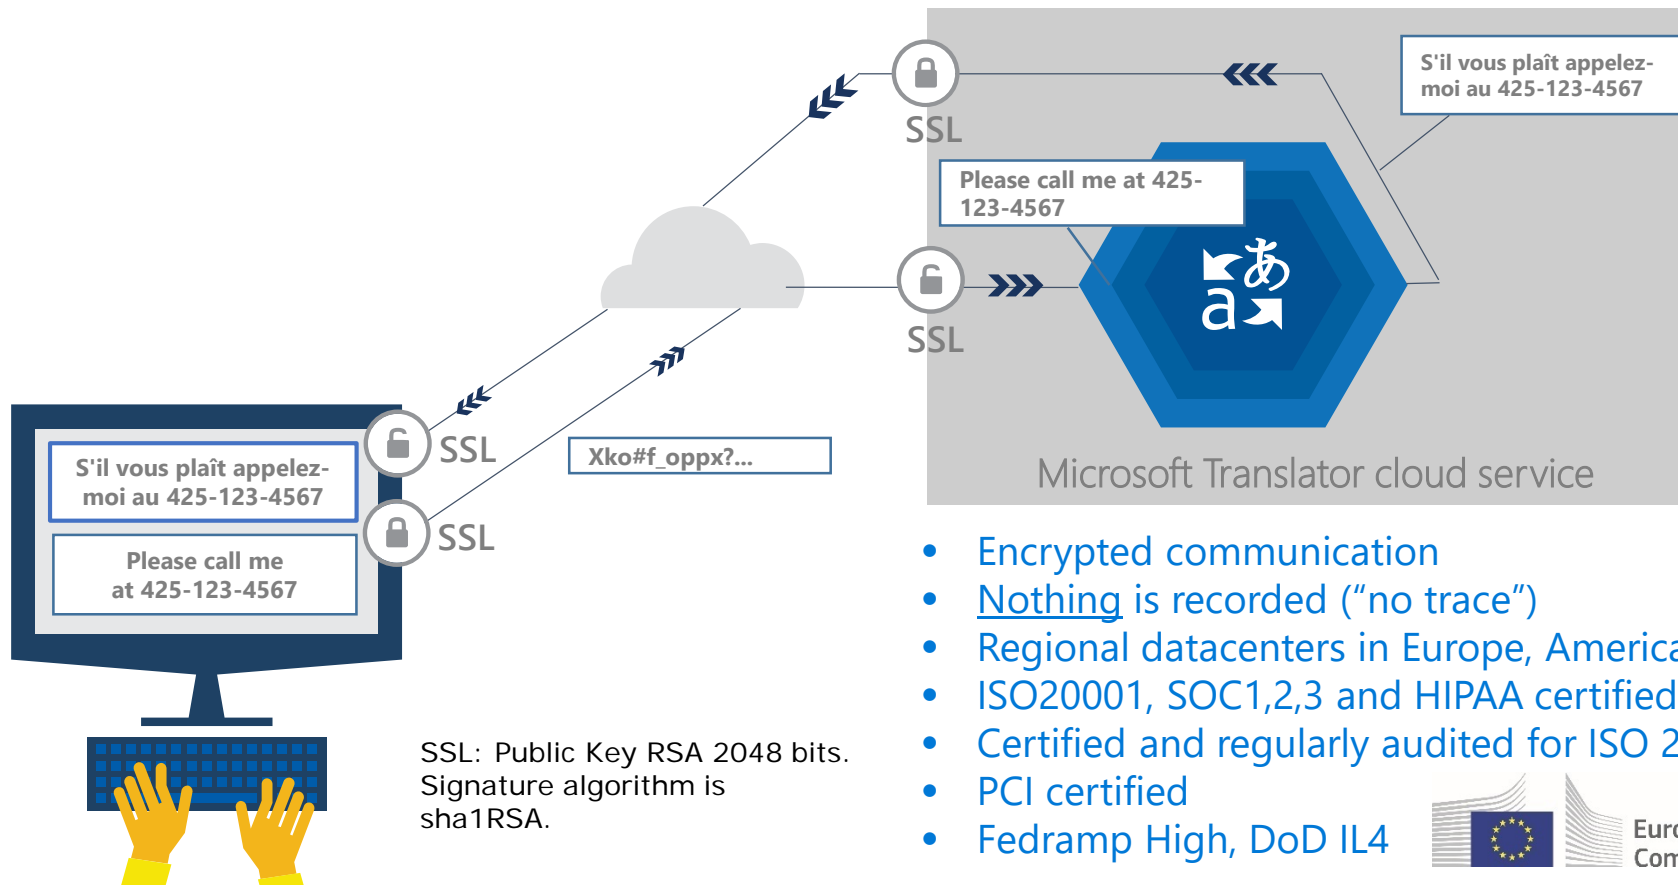 S'il vous plaît appelez-
moi au 425-123-4567
SSL
Please call me at 425-
123-4567
あ
a
SSL
Microsoft Translator cloud service
S'il vous plaît appelez-
moi au 425-123-4567
SSL
Xko#f_oppx?...
Please call me
at 425-123-4567
SSL
SSL: Public Key RSA 2048 bits.
Signature algorithm is
sha1RSA.
• Encrypted communication
• Nothing is recorded (“no trace”)
• Regional datacenters in Europe, America
• ISO20001, SOC1,2,3 and HIPAA certified
• Certified and regularly audited for ISO 2
• PCI certified
• Fedramp High, DoD IL4
Euro
Com